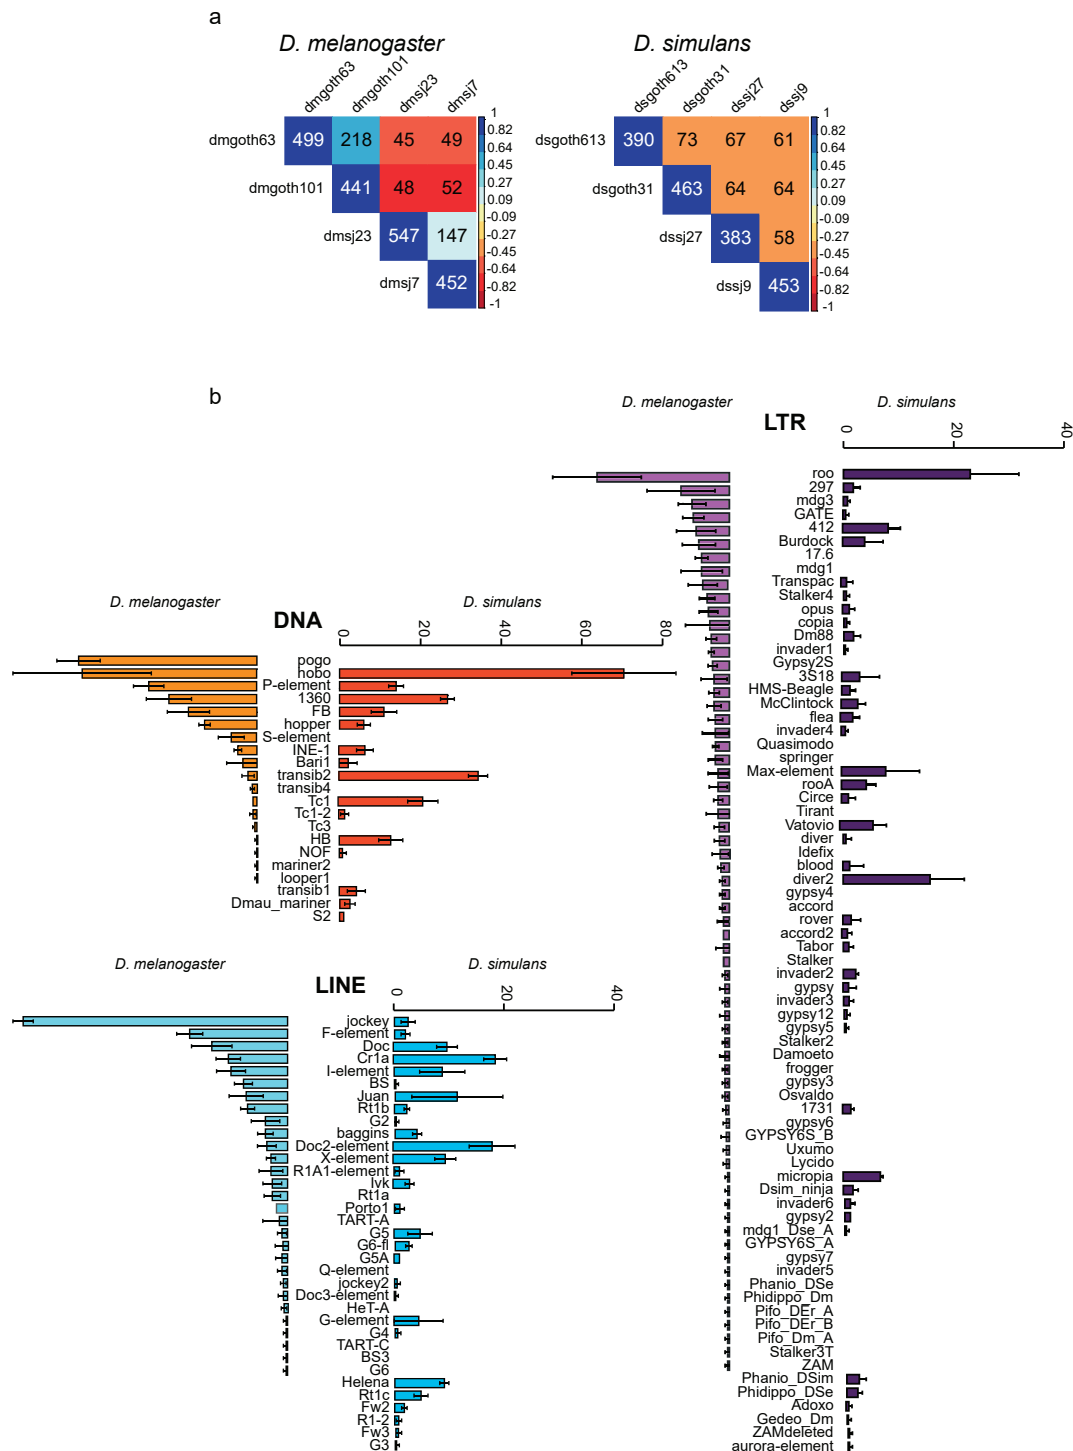 a
D. melanogaster
D. simulans
dmgoth63
dmgoth101
dmsj23
dmsj7
dsgoth613
dsgoth31
dssj27
dssj9
dmgoth63 499 218 45 49
dmgoth101 441 48 52
dmsj23 547 147
dmsj7 452
1
0.82
0.64
0.45
0.27
0.09
-0.09
-0.27
-0.45
-0.64
-0.82
-1
dsgoth613 390 73 67 61
dsgoth31 463 64 64
dssj27 383 58
dssj9 453
1
0.82
0.64
0.45
0.27
0.09
-0.09
-0.27
-0.45
-0.64
-0.82
-1
b
D. melanogaster
LTR
D. simulans
0 20 40
roo
297
mdg3
GATE
412
Burdock
17.6
mdg1
Transpac
Stalker4
opus
copia
Dm88
invader1
Gypsy2S
3S18
HMS-Beagle
McClintock
flea
invader4
Quasimodo
springer
Max-element
rooA
Circe
Tirant
Vatovio
diver
Idefix
blood
diver2
gypsy4
accord
rover
accord2
Tabor
Stalker
invader2
gypsy
invader3
gypsy12
gypsy5
Stalker2
Damoeto
frogger
gypsy3
Osvaldo
1731
gypsy6
GYPSY6S_B
Uxumo
Lycido
micropia
Dsim_ninja
invader6
gypsy2
mdg1_Dse_A
GYPSY6S_A
gypsy7
invader5
Phanio_DSe
Phidippo_Dm
Pifo_DEr_A
Pifo_DEr_B
Pifo_Dm_A
Stalker3T
ZAM
Phanio_DSim
Phidippo_DSe
Adoxo
Gedeo_Dm
ZAMdeleted
aurora-element
D. melanogaster
DNA
D. simulans
0 20 40 60 80
pogo
hobo
P-element
1360
FB
hopper
S-element
INE-1
Bari1
transib2
transib4
Tc1
Tc1-2
Tc3
HB
NOF
mariner2
looper1
transib1
Dmau_mariner
S2
D. melanogaster
LINE
D. simulans
0 20 40
jockey
F-element
Doc
Cr1a
I-element
BS
Juan
Rt1b
G2
baggins
Doc2-element
X-element
R1A1-element
Ivk
Rt1a
Porto1
TART-A
G5
G6-fl
G5A
Q-element
jockey2
Doc3-element
HeT-A
G-element
G4
TART-C
BS3
G6
Helena
Rt1c
Fw2
R1-2
Fw3
G3